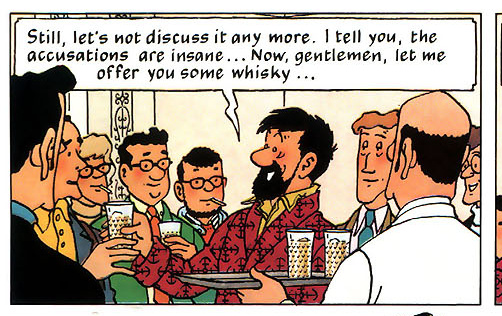 Still, let's not discuss it any more. I tell you, the
accusations are insane... Now, gentlemen, let me
offer you some whisky...